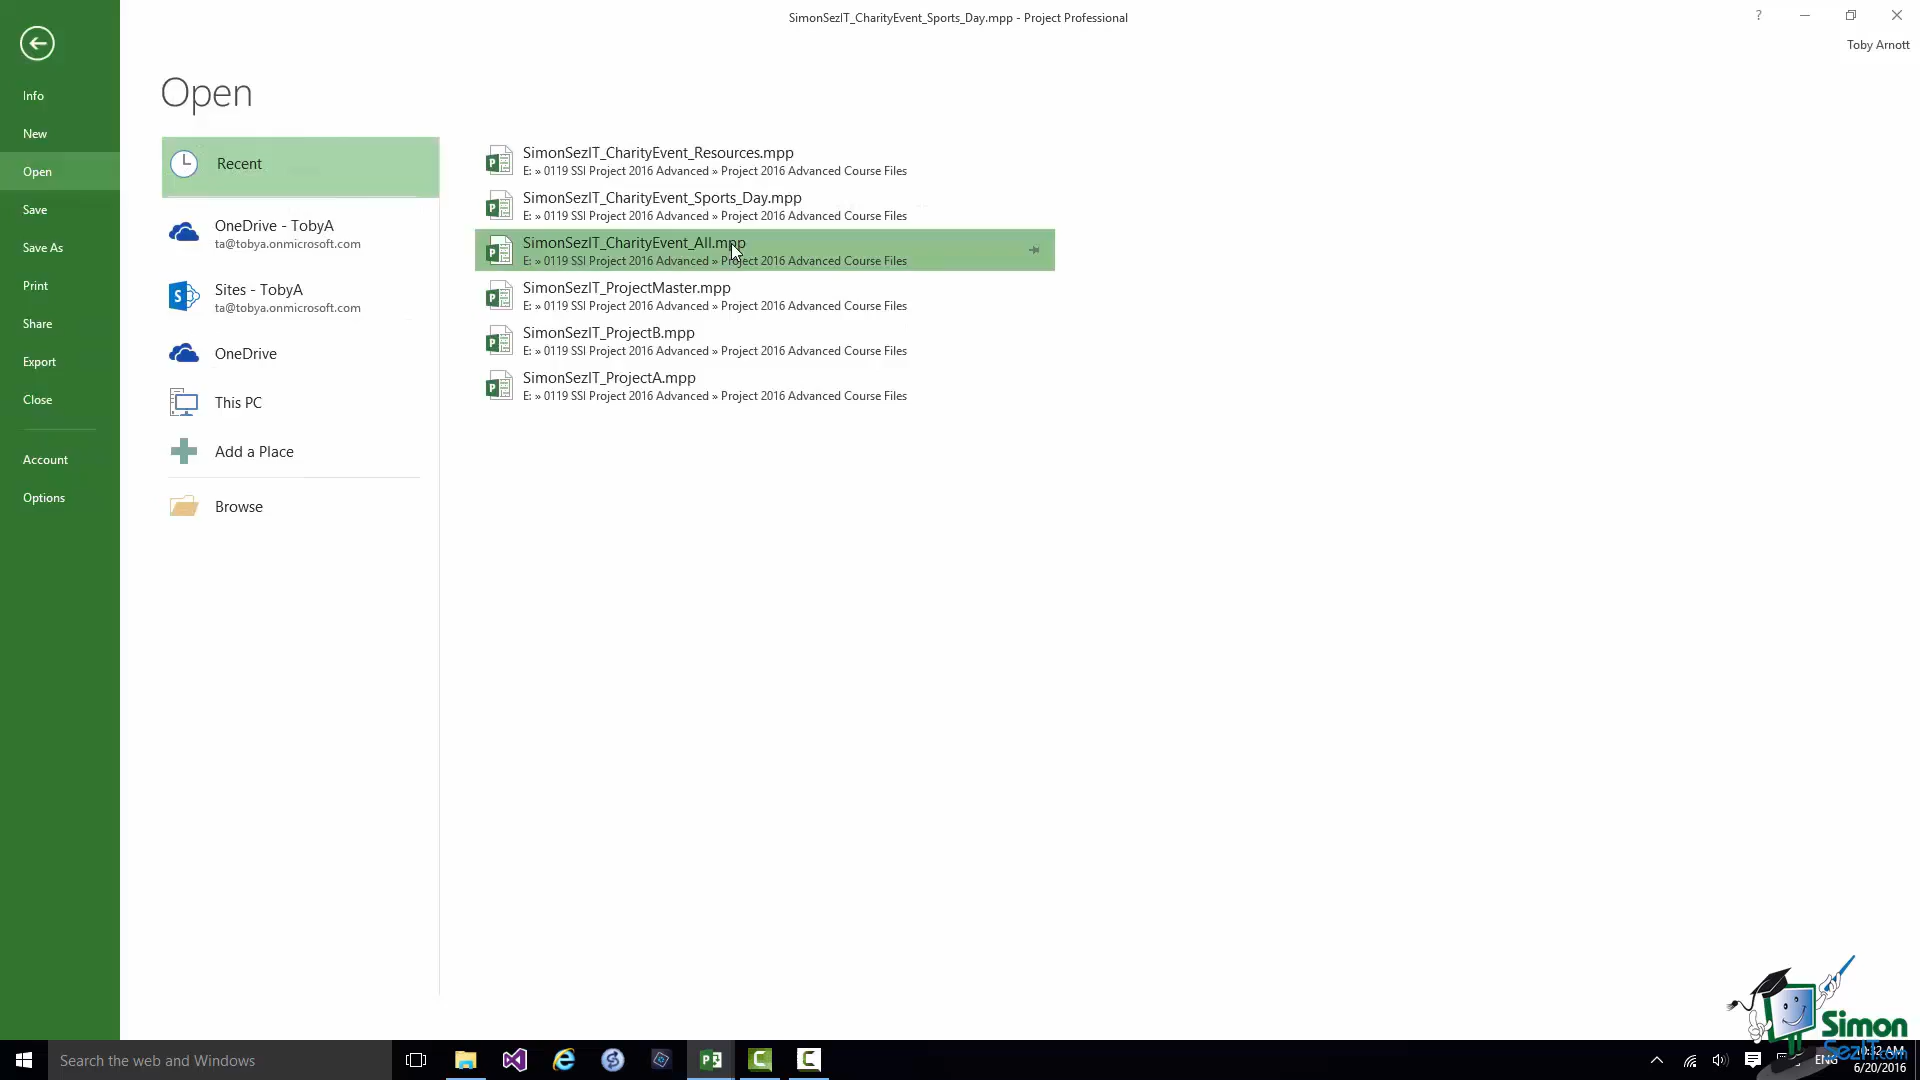 SimonSezIT_CharityEvent_Sports_Day.mpp - Project Professional
?
Toby Arnott
Info
New
Open
Save
Save As
Print
Share
Export
Close
Account
Options
Open
Recent
OneDrive - TobyA
ta@tobya.onmicrosoft.com
Sites - TobyA
ta@tobya.onmicrosoft.com
OneDrive
This PC
Add a Place
Browse
SimonSezIT_CharityEvent_Resources.mpp
E: » 0119 SSI Project 2016 Advanced » Project 2016 Advanced Course Files
SimonSezIT_CharityEvent_Sports_Day.mpp
E: » 0119 SSI Project 2016 Advanced » Project 2016 Advanced Course Files
SimonSezIT_CharityEvent_All.mpp
E: » 0119 SSI Project 2016 Advanced » Project 2016 Advanced Course Files
SimonSezIT_ProjectMaster.mpp
E: » 0119 SSI Project 2016 Advanced » Project 2016 Advanced Course Files
SimonSezIT_ProjectB.mpp
E: » 0119 SSI Project 2016 Advanced » Project 2016 Advanced Course Files
SimonSezIT_ProjectA.mpp
E: » 0119 SSI Project 2016 Advanced » Project 2016 Advanced Course Files
Simon
SezIT.com
Search the web and Windows
ENG
10:32 AM
6/20/2016